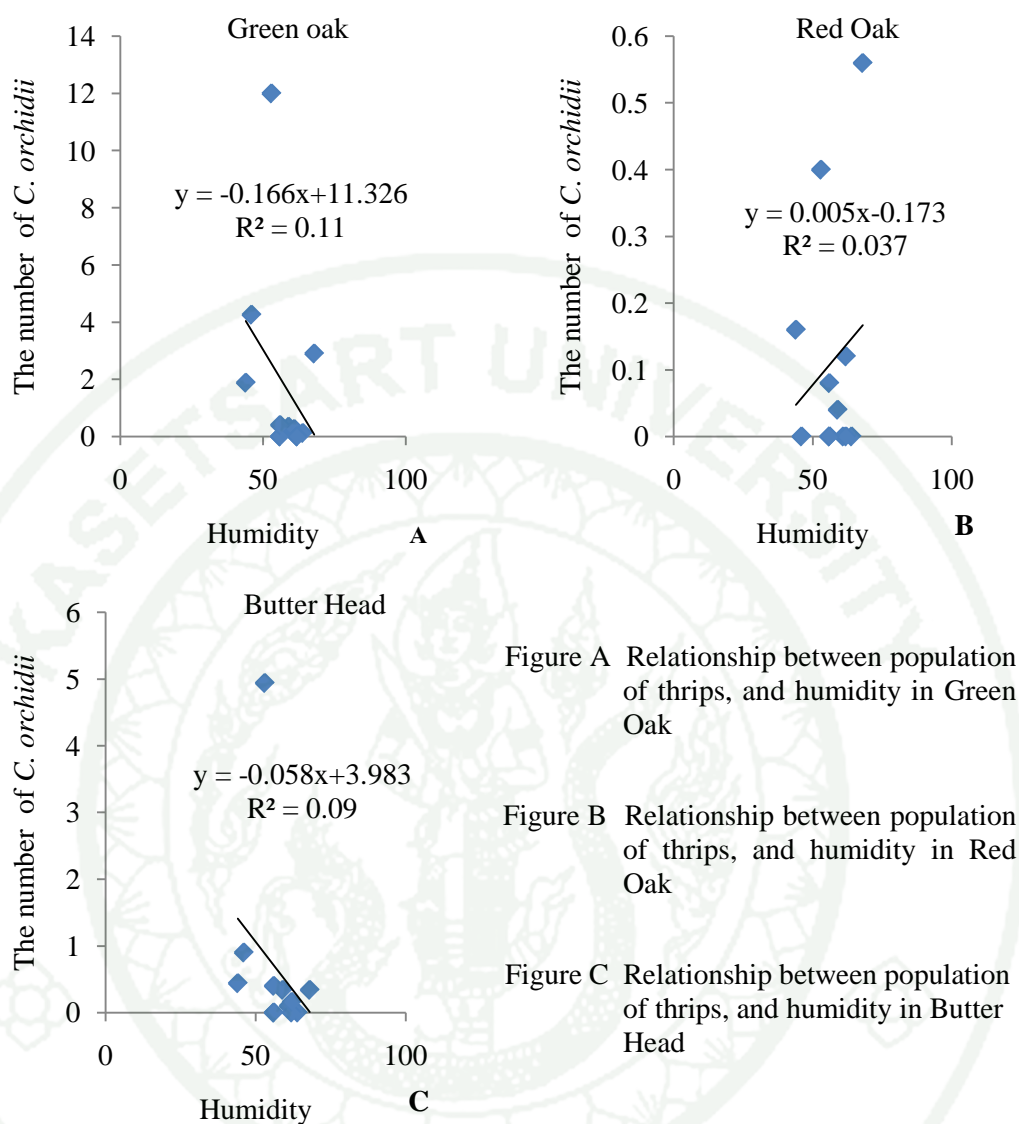 Green oak
14
12
10
8
6
4
2
0
The number of C. orchidii
y = -0.166x+11.326
R² = 0.11
0 50 100
Humidity
A
Red Oak
0.6
0.5
0.4
0.3
0.2
0.1
0
The number of C. orchidii
y = 0.005x-0.173
R² = 0.037
0 50 100
Humidity
B
Butter Head
6
5
4
3
2
1
0
The number of C. orchidii
y = -0.058x+3.983
R² = 0.09
0 50 100
Humidity
C
Figure A Relationship between population
of thrips, and humidity in Green
Oak
Figure B Relationship between population
of thrips, and humidity in Red
Oak
Figure C Relationship between population
of thrips, and humidity in Butter
Head
KASETSART UNIVERSITY